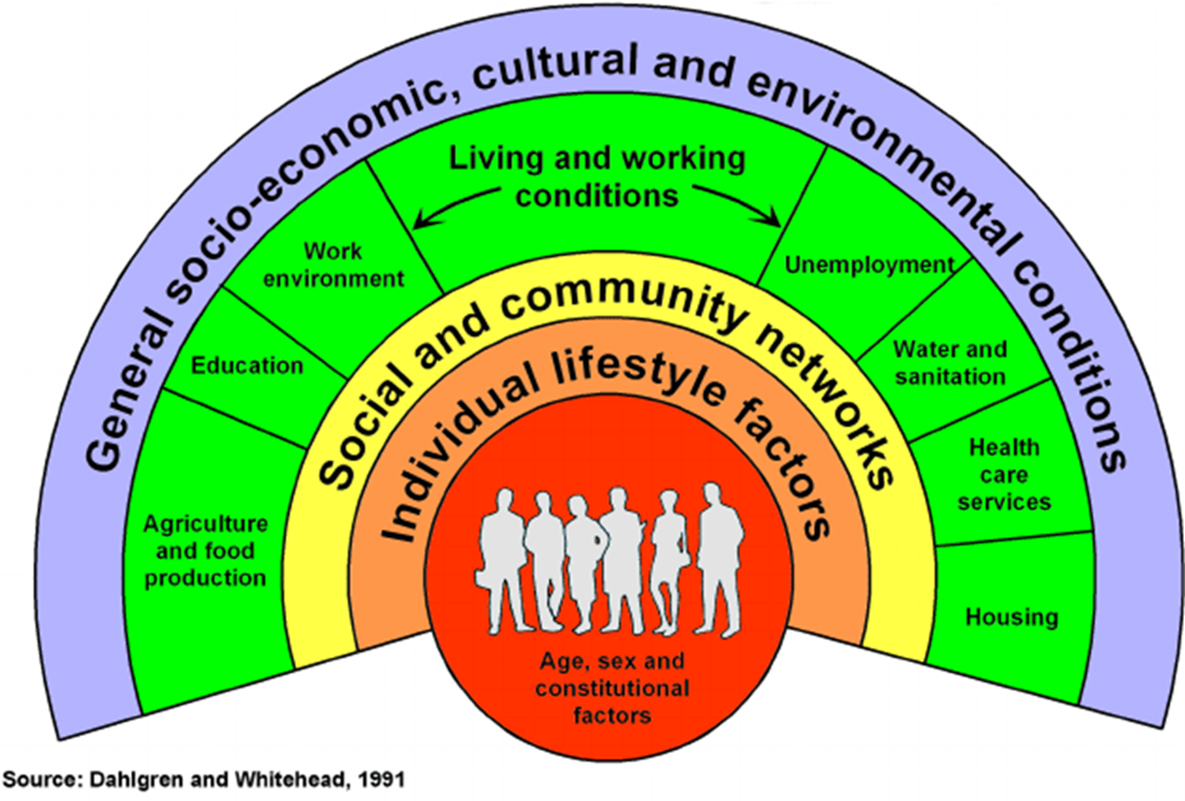 General socio-economic, cultural and environmental conditions
Living and working
conditions
Work
environment
Unemployment
Education
Water and
sanitation
Agriculture
and food
production
Health
care
services
Housing
Social and community networks
Individual lifestyle factors
Age, sex and
constitutional
factors
Source: Dahlgren and Whitehead, 1991